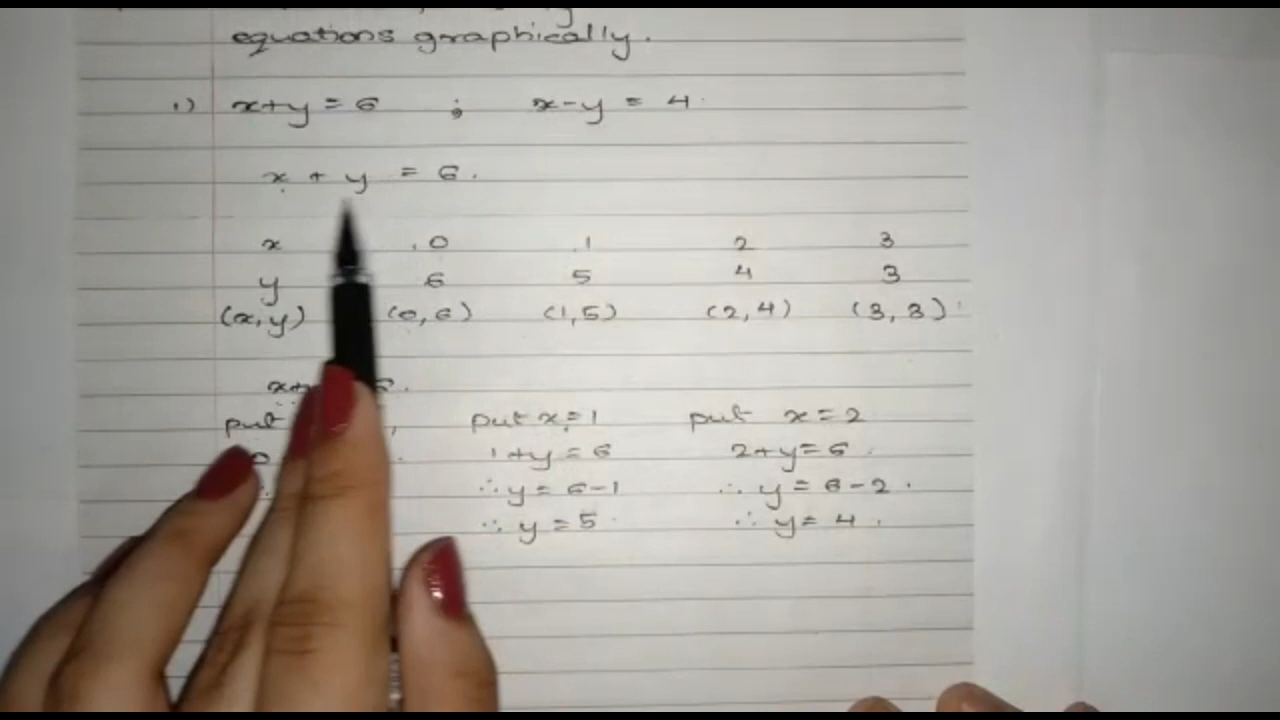 equations graphically.
1) x+y = 6 ; x-y = 4.
x + y = 6.
x 0 1 2 3
y 6 5 4 3
(x,y) (0,6) (1,5) (2,4) (3,3)
put put x=1 put x=2
1+y = 6 2+y=6
∴y = 6-1 ∴ y = 6-2.
∴ y = 5 ∴ y= 4.